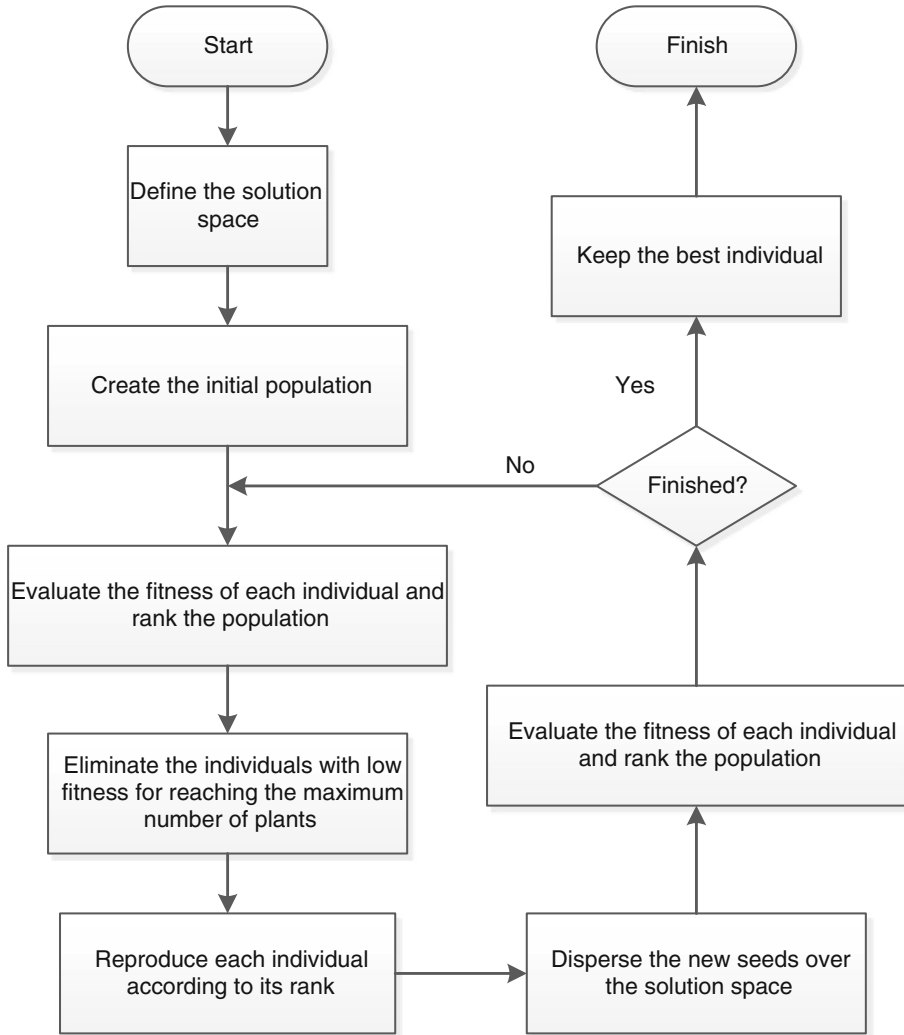 Start
Define the solution
space
Create the initial population
Evaluate the fitness of each individual and
rank the population
Eliminate the individuals with low
fitness for reaching the maximum
number of plants
Reproduce each individual
according to its rank
Disperse the new seeds over
the solution space
Evaluate the fitness of each individual
and rank the population
Finished?
No
Yes
Keep the best individual
Finish